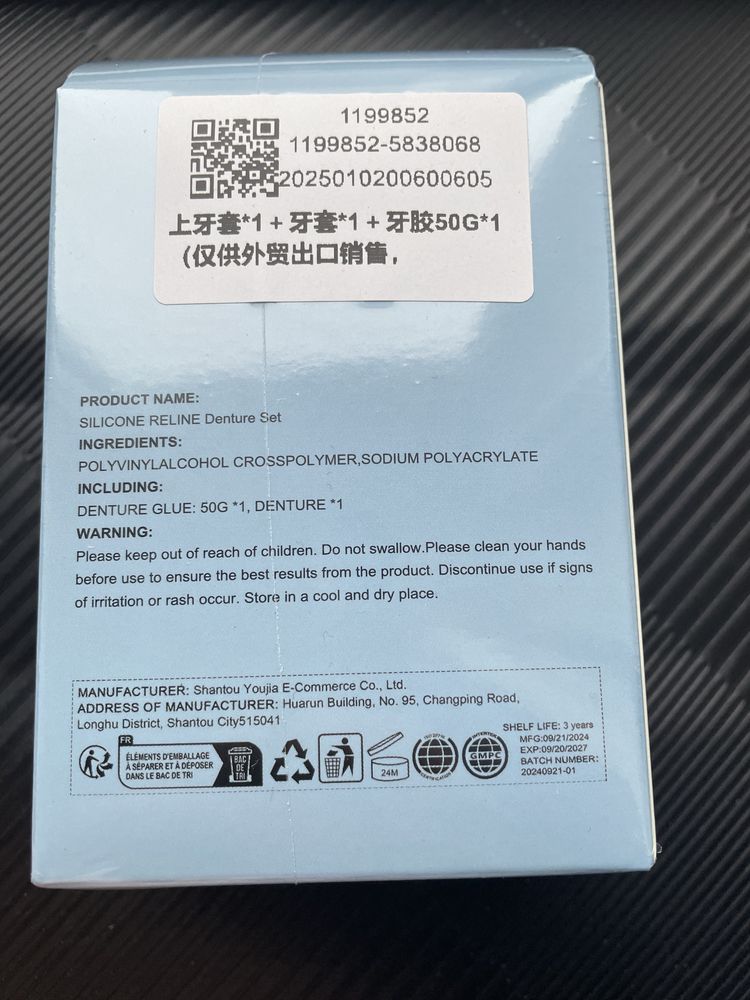 1199852
1199852-5838068
2025010200600605
上牙套*1 + 牙套*1 + 牙胶50G*1
(仅供外贸出口销售,
PRODUCT NAME:
SILICONE RELINE Denture Set
INGREDIENTS:
POLYVINYLALCOHOL CROSSPOLYMER,SODIUM POLYACRYLATE
INCLUDING:
DENTURE GLUE: 50G *1, DENTURE *1
WARNING:
Please keep out of reach of children. Do not swallow.Please clean your hands
before use to ensure the best results from the product. Discontinue use if signs
of irritation or rash occur. Store in a cool and dry place.
MANUFACTURER: Shantou Youjia E-Commerce Co., Ltd.
ADDRESS OF MANUFACTURER: Huarun Building, No. 95, Changping Road,
Longhu District, Shantou City515041
FR
ÉLÉMENTS D'EMBALLAGE
À SÉPARER ET À DÉPOSER
DANS LE BAC DE TRI
BAC
DE
TRI
24M
CERTIFICATION
GMPC
SHELF LIFE: 3 years
MFG:09/21/2024
EXP:09/20/2027
BATCH NUMBER:
20240921-01